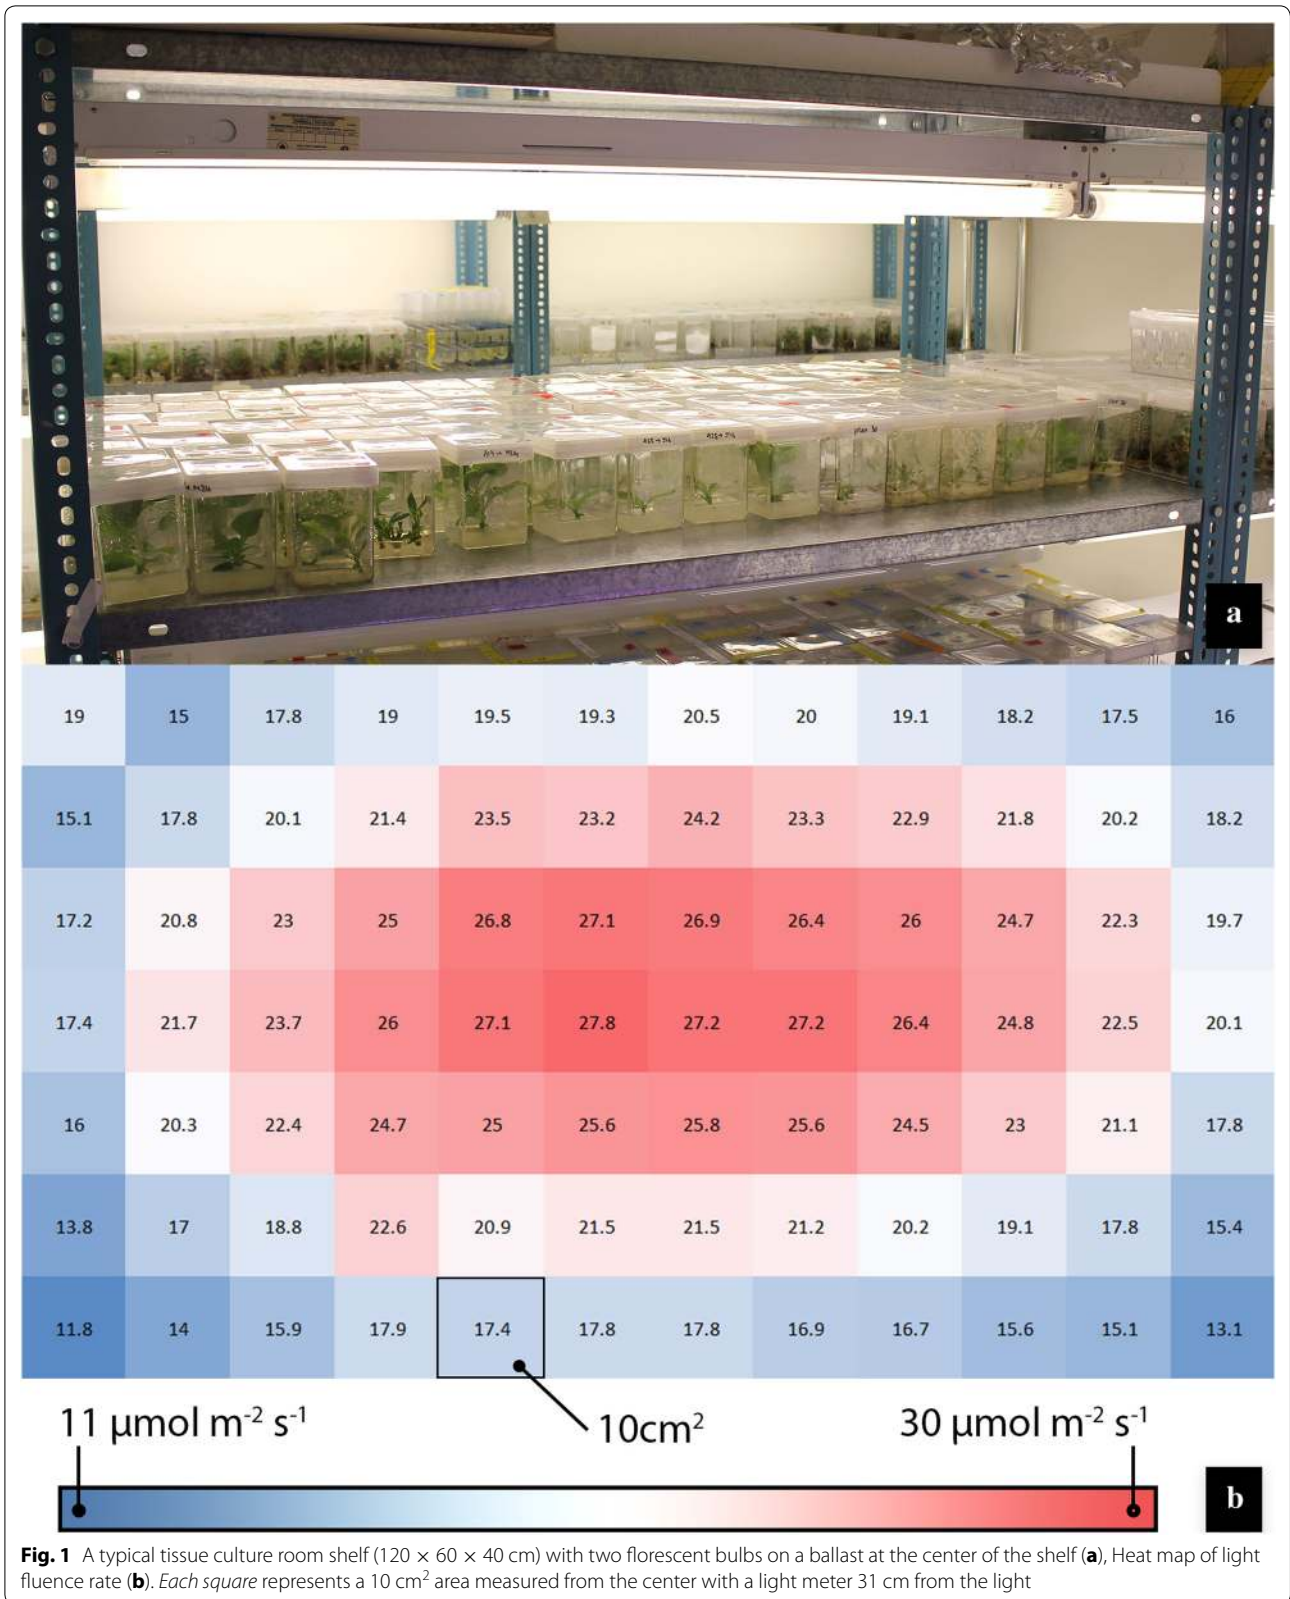 a
19 15 17.8 19 19.5 19.3 20.5 20 19.1 18.2 17.5 16
15.1 17.8 20.1 21.4 23.5 23.2 24.2 23.3 22.9 21.8 20.2 18.2
17.2 20.8 23 25 26.8 27.1 26.9 26.4 26 24.7 22.3 19.7
17.4 21.7 23.7 26 27.1 27.8 27.2 27.2 26.4 24.8 22.5 20.1
16 20.3 22.4 24.7 25 25.6 25.8 25.6 24.5 23 21.1 17.8
13.8 17 18.8 22.6 20.9 21.5 21.5 21.2 20.2 19.1 17.8 15.4
11.8 14 15.9 17.9 17.4 17.8 17.8 16.9 16.7 15.6 15.1 13.1
11 µmol m⁻² s⁻¹ 10cm² 30 µmol m⁻² s⁻¹
b
Fig. 1 A typical tissue culture room shelf (120 × 60 × 40 cm) with two florescent bulbs on a ballast at the center of the shelf (a), Heat map of light
fluence rate (b). Each square represents a 10 cm² area measured from the center with a light meter 31 cm from the light